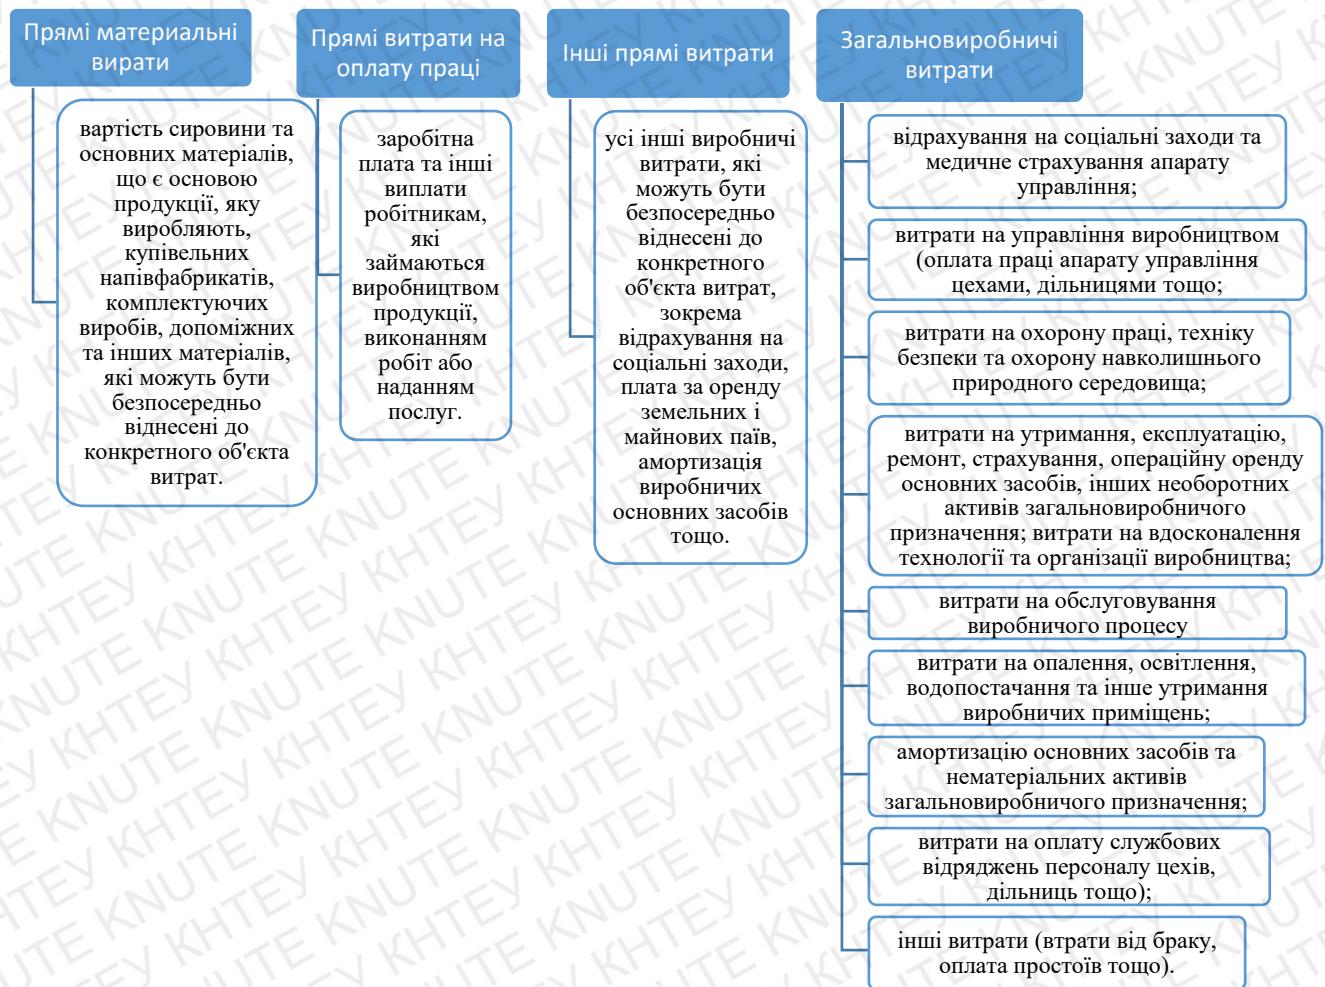 Прямі материальні
вирати
вартість сировини та
основних матеріалів,
що є основою
продукції, яку
виробляють,
купівельних
напівфабрикатів,
комплектуючих
виробів, допоміжних
та інших матеріалів,
які можуть бути
безпосередньо
віднесені до
конкретного об'єкта
витрат.
Прямі витрати на
оплату праці
заробітна
плата та інші
виплати
робітникам,
які
займаються
виробництвом
продукції,
виконанням
робіт або
наданням
послуг.
Інші прямі витрати
усі інші виробничі
витрати, які
можуть бути
безпосередньо
віднесені до
конкретного
об'єкта витрат,
зокрема
відрахування на
соціальні заходи,
плата за оренду
земельних і
майнових паїв,
амортизація
виробничих
основних засобів
тощо.
Загальновиробничі
витрати
відрахування на соціальні заходи та
медичне страхування апарату
управління;
витрати на управління виробництвом
(оплата праці апарату управління
цехами, дільницями тощо;
витрати на охорону праці, техніку
безпеки та охорону навколишнього
природного середовища;
витрати на утримання, експлуатацію,
ремонт, страхування, операційну оренду
основних засобів, інших необоротних
активів загальновиробничого
призначення; витрати на вдосконалення
технології та організації виробництва;
витрати на обслуговування
виробничого процесу
витрати на опалення, освітлення,
водопостачання та інше утримання
виробничих приміщень;
амортизацію основних засобів та
нематеріальних активів
загальновиробничого призначення;
витрати на оплату службових
відряджень персоналу цехів,
дільниць тощо);
інші витрати (втрати від браку,
оплата простоїв тощо).